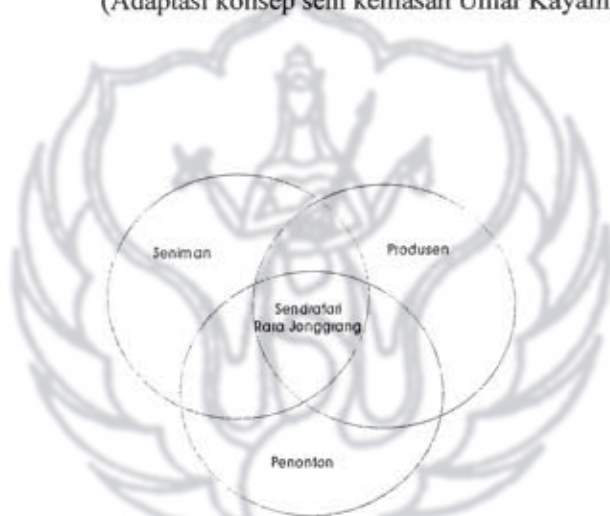 (Adaptasi konsep seni kemasan Umar Kayam
Seniman
Produsen
Sendratari
Rara Jonggrang
Penonton